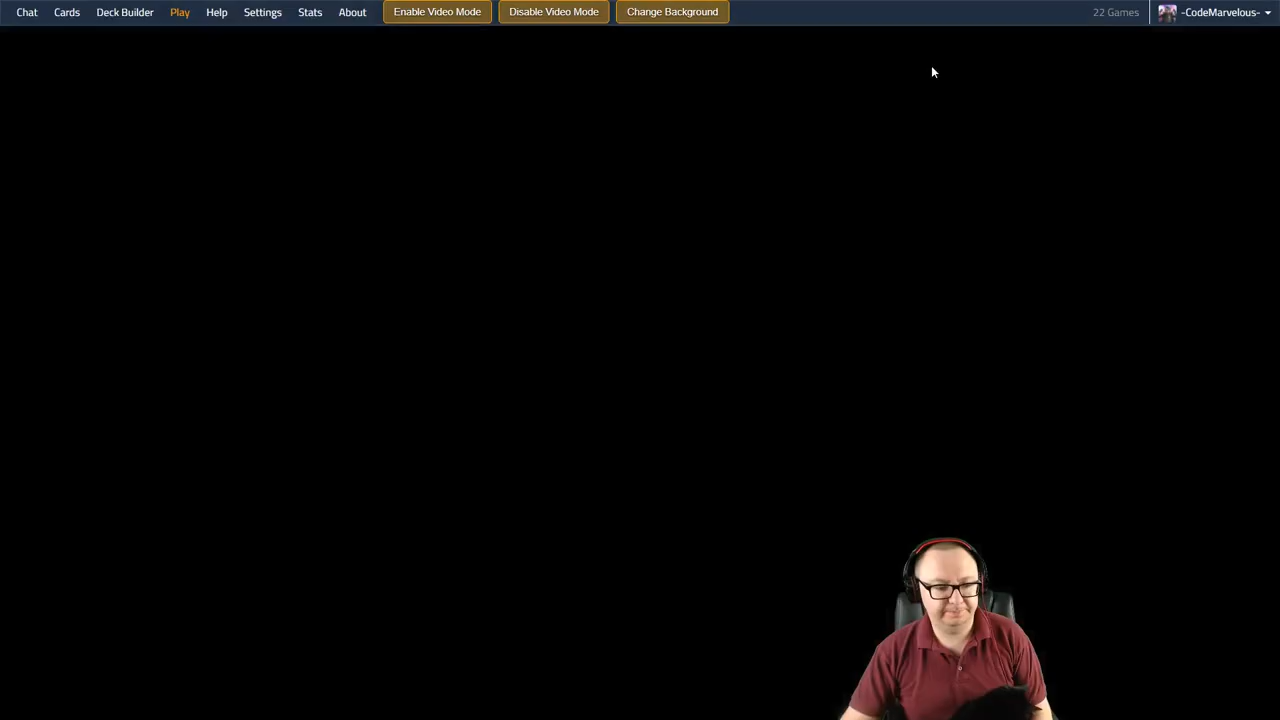 Chat Cards Deck Builder Play Help Settings Stats About Enable Video Mode Disable Video Mode Change Background 22 Games -CodeMarvelous-